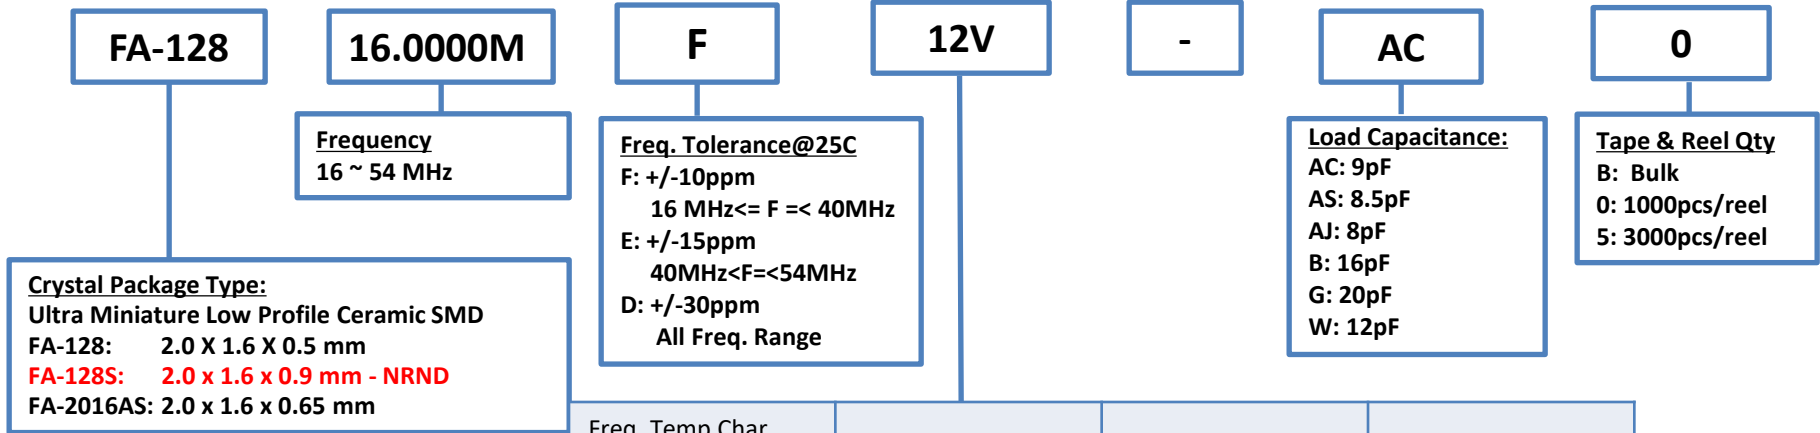 FA-128
16.0000M
F
12V
-
AC
0
Frequency
16 ~ 54 MHz
Freq. Tolerance@25C
F: +/-10ppm
16 MHz<= F =< 40MHz
E: +/-15ppm
40MHz<F=<54MHz
D: +/-30ppm
All Freq. Range
Load Capacitance:
AC: 9pF
AS: 8.5pF
AJ: 8pF
B: 16pF
G: 20pF
W: 12pF
Tape & Reel Qty
B: Bulk
0: 1000pcs/reel
5: 3000pcs/reel
Crystal Package Type:
Ultra Miniature Low Profile Ceramic SMD
FA-128: 2.0 X 1.6 X 0.5 mm
FA-128S: 2.0 x 1.6 x 0.9 mm - NRND
FA-2016AS: 2.0 x 1.6 x 0.65 mm
Freq. Temp Char